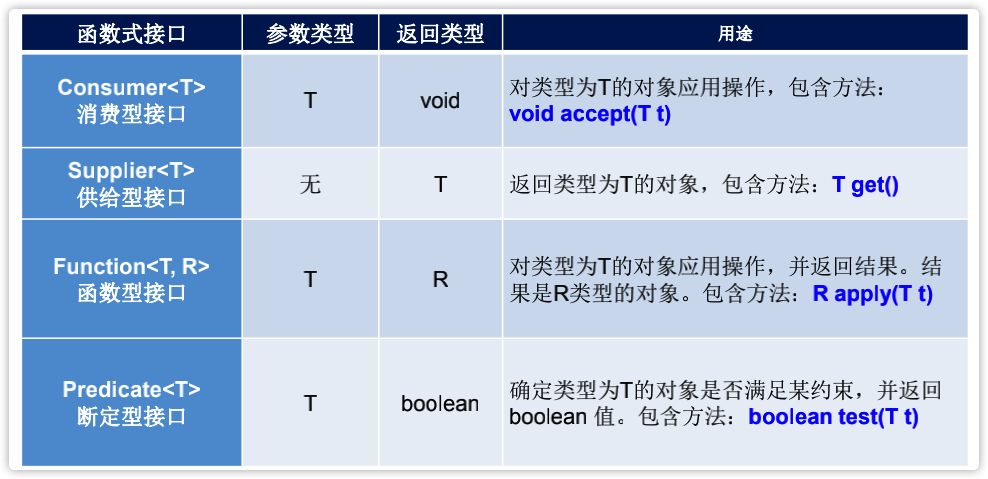 函数式接口 参数类型 返回类型 用途
Consumer<T>
消费型接口
T
void
对类型为T的对象应用操作，包含方法：
void accept(T t)
Supplier<T>
供给型接口
无
T
返回类型为T的对象，包含方法：T get()
Function<T, R>
函数型接口
T
R
对类型为T的对象应用操作，并返回结果。结
果是R类型的对象。包含方法：R apply(T t)
Predicate<T>
断定型接口
T
boolean
确定类型为T的对象是否满足某约束，并返回
boolean 值。包含方法：boolean test(T t)